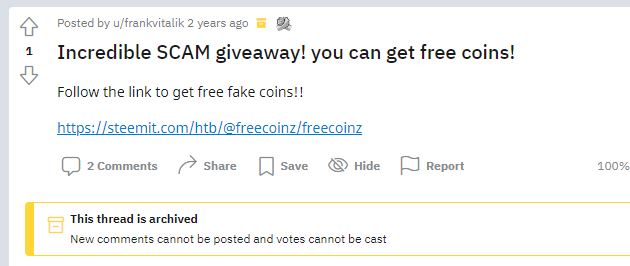 Posted by u/frankvitalik 2 years ago
1
Incredible SCAM giveaway! you can get free coins!
Follow the link to get free fake coins!!
https://steemit.com/htb/@freecoinz/freecoinz
2 Comments Share Save Hide Report 100%
This thread is archived
New comments cannot be posted and votes cannot be cast